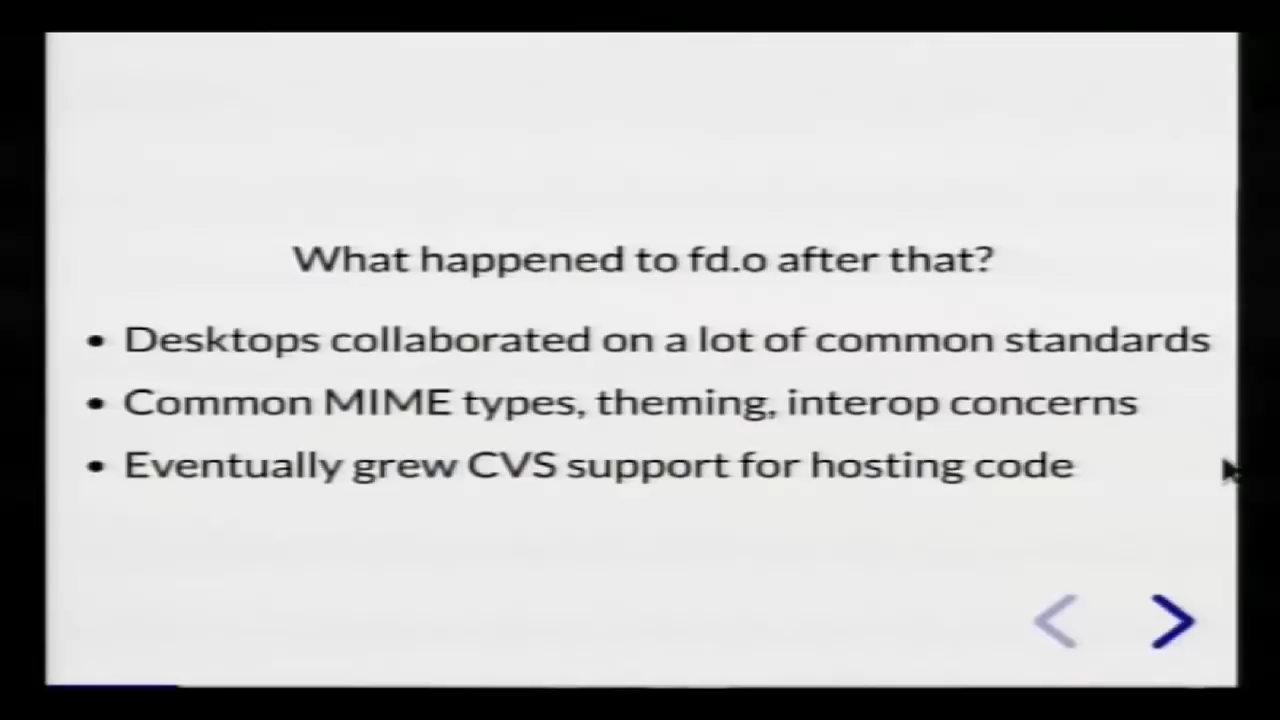 What happened to fd.o after that?
• Desktops collaborated on a lot of common standards
• Common MIME types, theming, interop concerns
• Eventually grew CVS support for hosting code